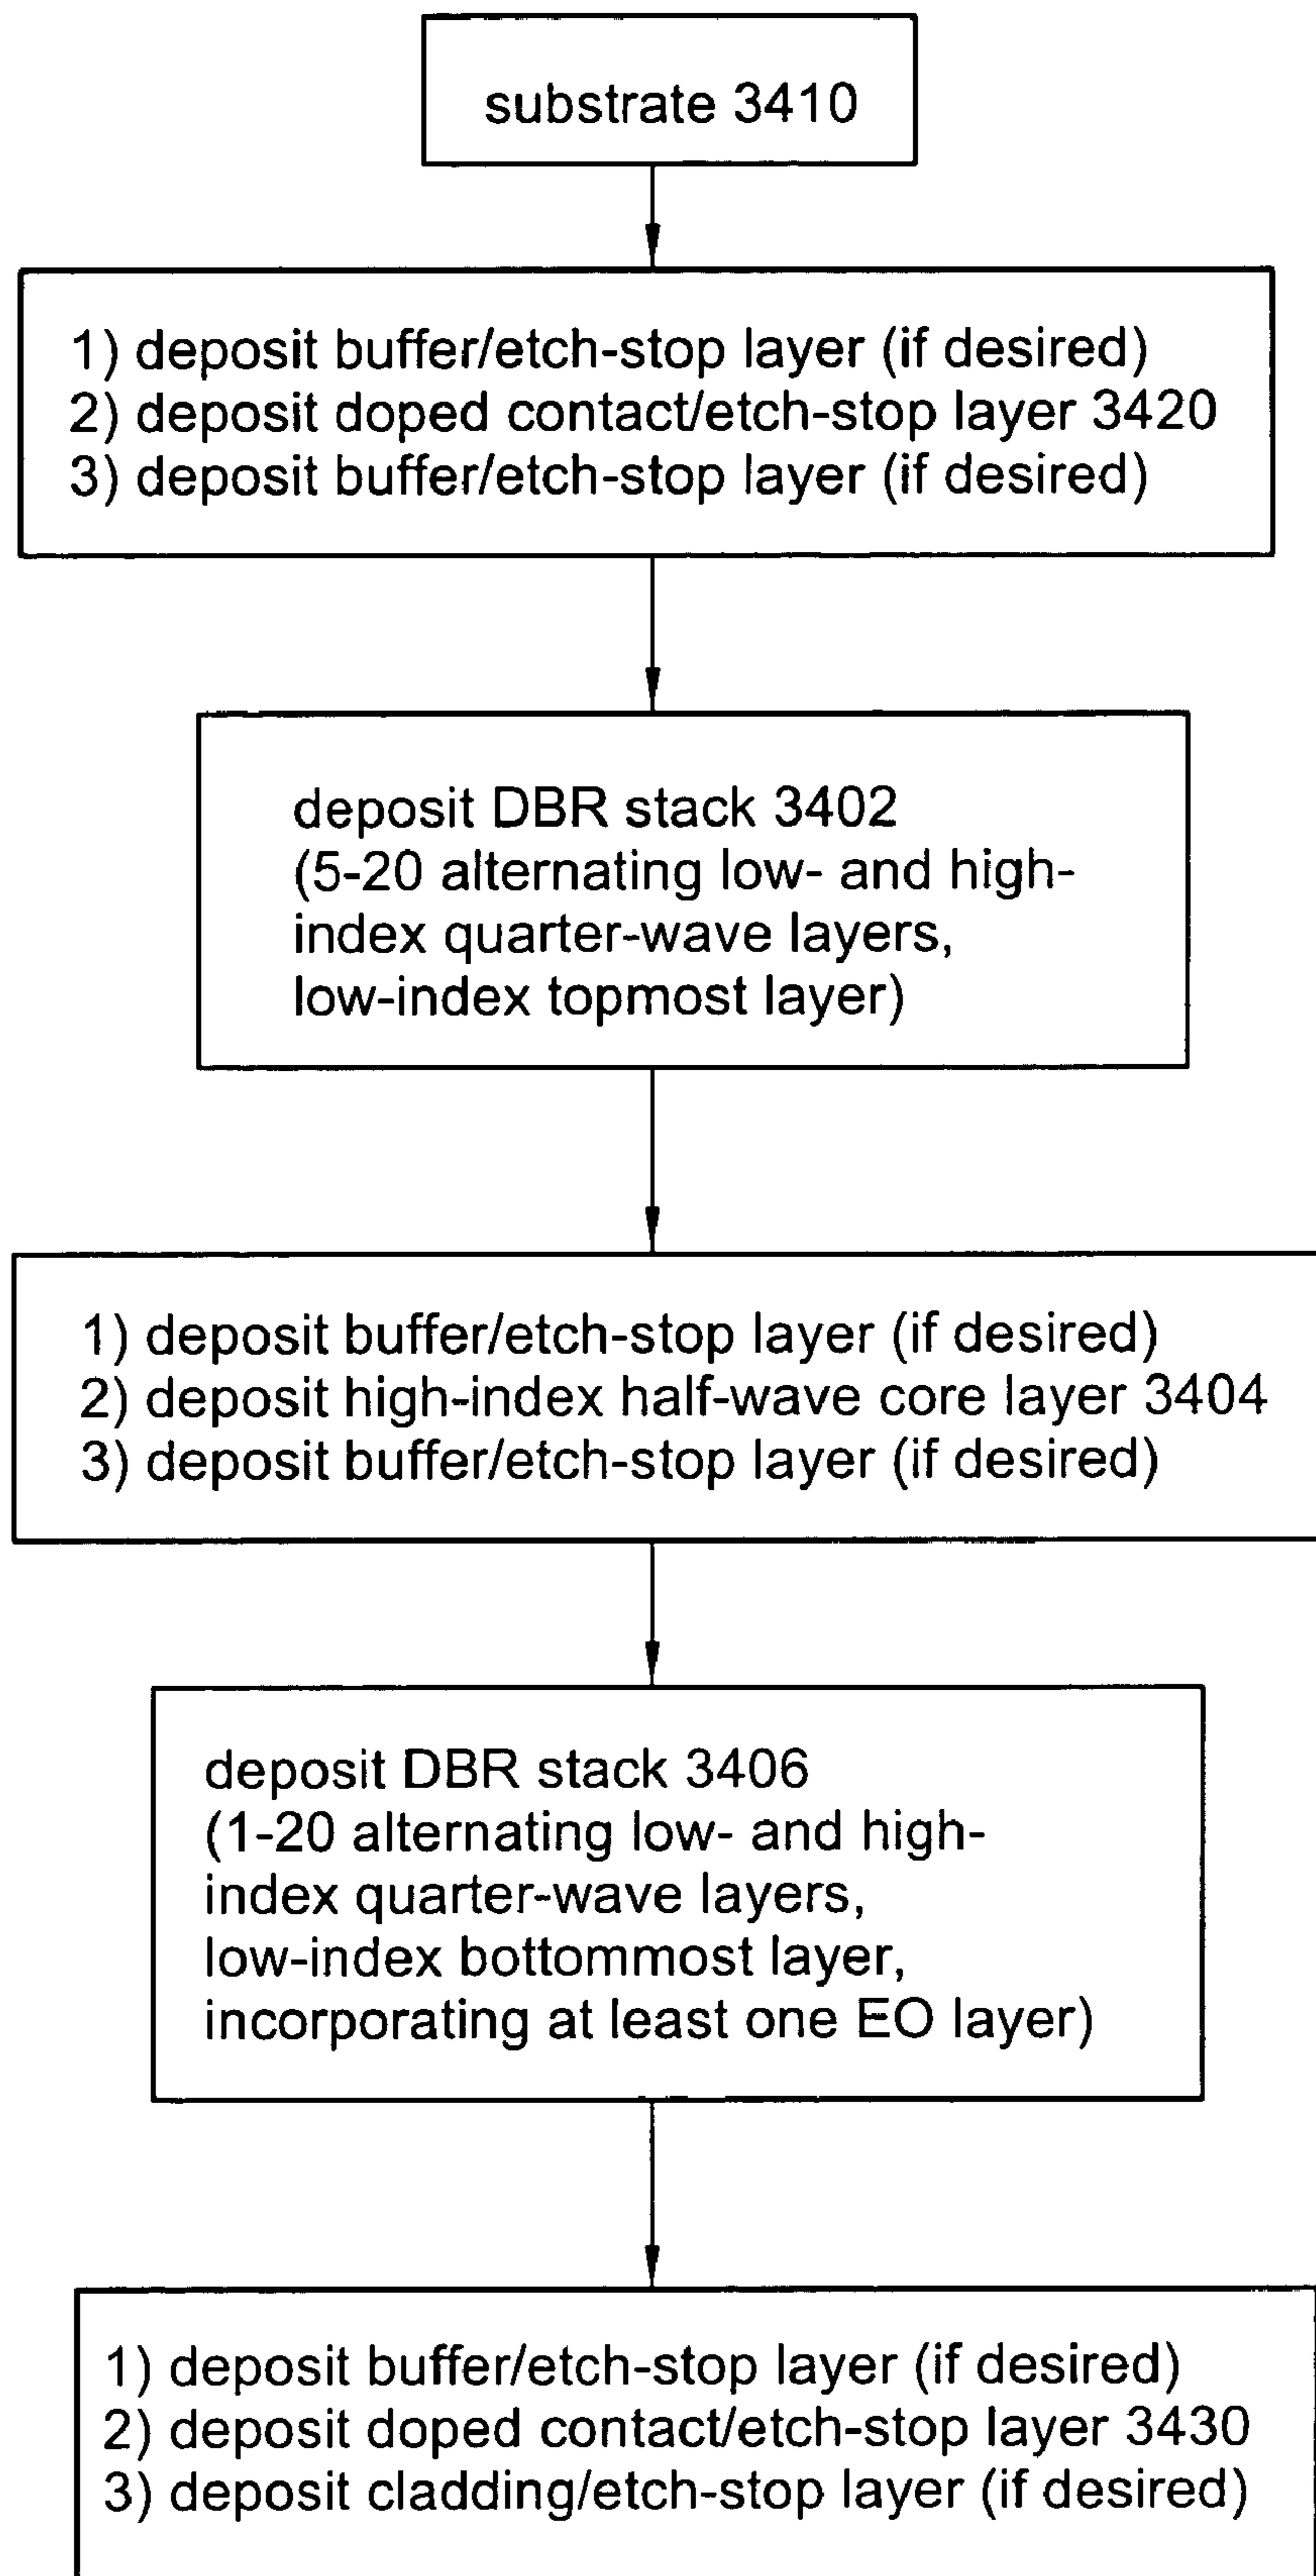 substrate 3410
1) deposit buffer/etch-stop layer (if desired)
2) deposit doped contact/etch-stop layer 3420
3) deposit buffer/etch-stop layer (if desired)
deposit DBR stack 3402
(5-20 alternating low- and high-
index quarter-wave layers,
low-index topmost layer)
1) deposit buffer/etch-stop layer (if desired)
2) deposit high-index half-wave core layer 3404
3) deposit buffer/etch-stop layer (if desired)
deposit DBR stack 3406
(1-20 alternating low- and high-
index quarter-wave layers,
low-index bottommost layer,
incorporating at least one EO layer)
1) deposit buffer/etch-stop layer (if desired)
2) deposit doped contact/etch-stop layer 3430
3) deposit cladding/etch-stop layer (if desired)